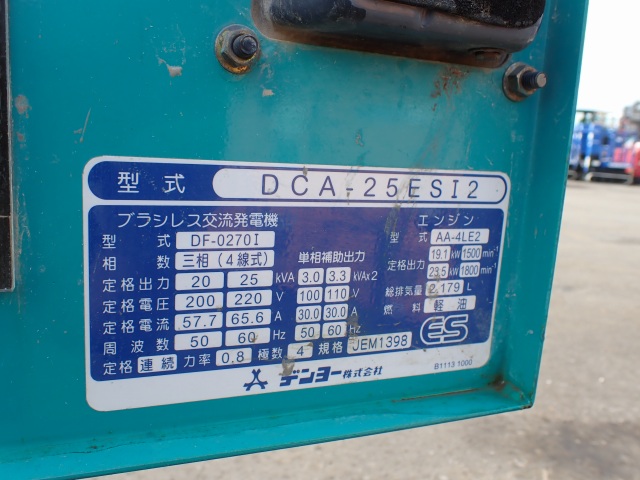 型式 DCA-25ESI2
ブラシレス交流発電機 エンジン
型式 DF-0270I 型式 AA-4LE2
相数 三相(4線式) 単相補助出力
定格出力 20 25 kVA 3.0 3.3 kVA×2 定格出力 19.1 kW 1500 min⁻¹
定格電圧 200 220 V 100 110 V 23.5 kW 1800 min⁻¹
定格電流 57.7 65.6 A 30.0 30.0 A 総排気量 2,179 L
周波数 50 60 Hz 50 60 Hz 燃料 軽油
定格 連続 力率 0.8 極数 4 規格 JEM1398 ES
デンヨー株式会社 B1113 1000